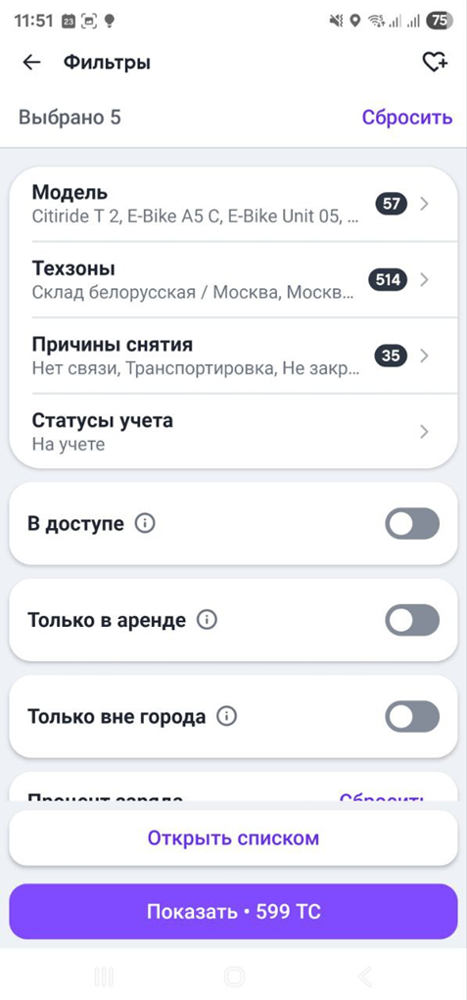 11:51
23
75
Фильтры
Выбрано 5
Сбросить
Модель
Citiride T 2, E-Bike A5 C, E-Bike Unit 05, ...
57
Техзоны
Склад белорусская / Москва, Москв...
514
Причины снятия
Нет связи, Транспортировка, Не закр...
35
Статусы учета
На учете
В доступе
Только в аренде
Только вне города
Процент заряда
Сбросить
Открыть списком
Показать • 599 ТС